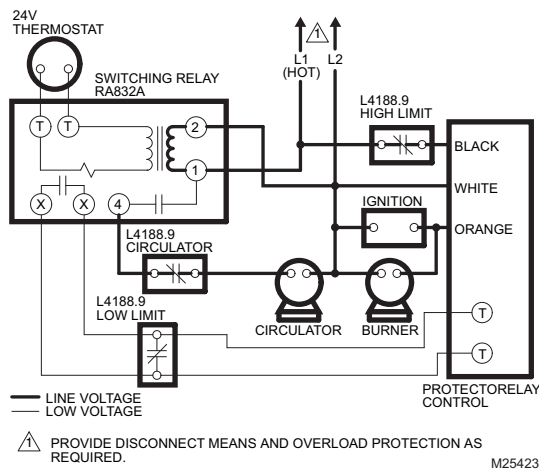 24V
THERMOSTAT
1
L1
(HOT)
L2
SWITCHING RELAY
RA832A
L4188.9
HIGH LIMIT
T
T
2
BLACK
1
WHITE
IGNITION
X
X
4
ORANGE
L4188.9
CIRCULATOR
L4188.9
LOW LIMIT
CIRCULATOR
BURNER
T
T
PROTECTORELAY
CONTROL
LINE VOLTAGE
LOW VOLTAGE
1 PROVIDE DISCONNECT MEANS AND OVERLOAD PROTECTION AS
REQUIRED.
M25423